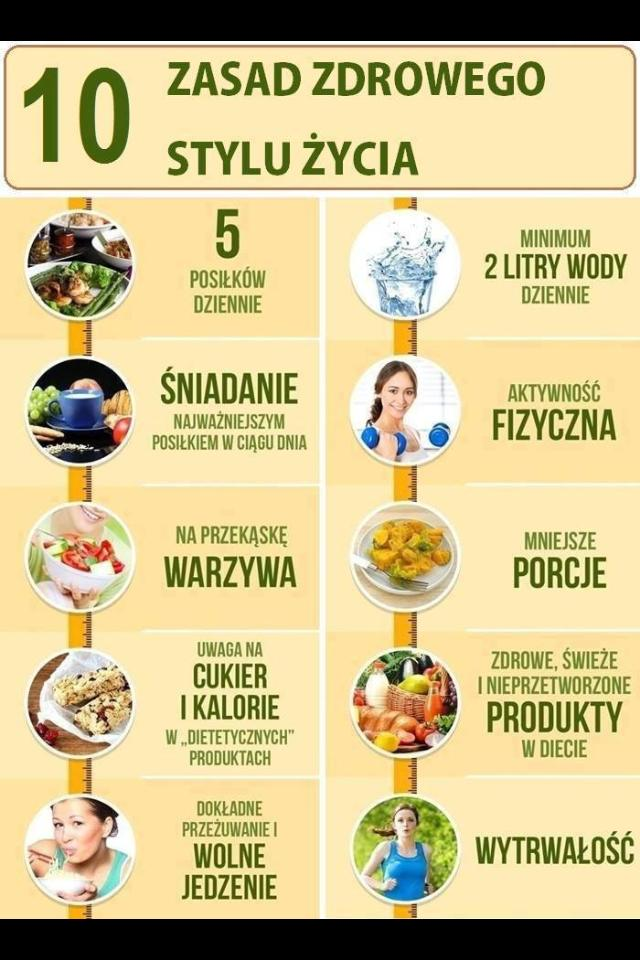 10
ZASAD ZDROWEGO
STYLU ŻYCIA
5
POSIŁKÓW
DZIENNIE
MINIMUM
2 LITRY WODY
DZIENNIE
ŚNIADANIE
NAJWAŻNIEJSZYM
POSIŁKIEM W CIĄGU DNIA
AKTYWNOŚĆ
FIZYCZNA
NA PRZEKĄSKĘ
WARZYWA
MNIEJSZE
PORCJE
UWAGA NA
CUKIER
I KALORIE
W „DIETETYCZNYCH”
PRODUKTACH
ZDROWE, ŚWIEŻE
I NIEPRZETWORZONE
PRODUKTY
W DIECIE
DOKŁADNE
PRZEŻUWANIE I
WOLNE
JEDZENIE
WYTRWAŁOŚĆ